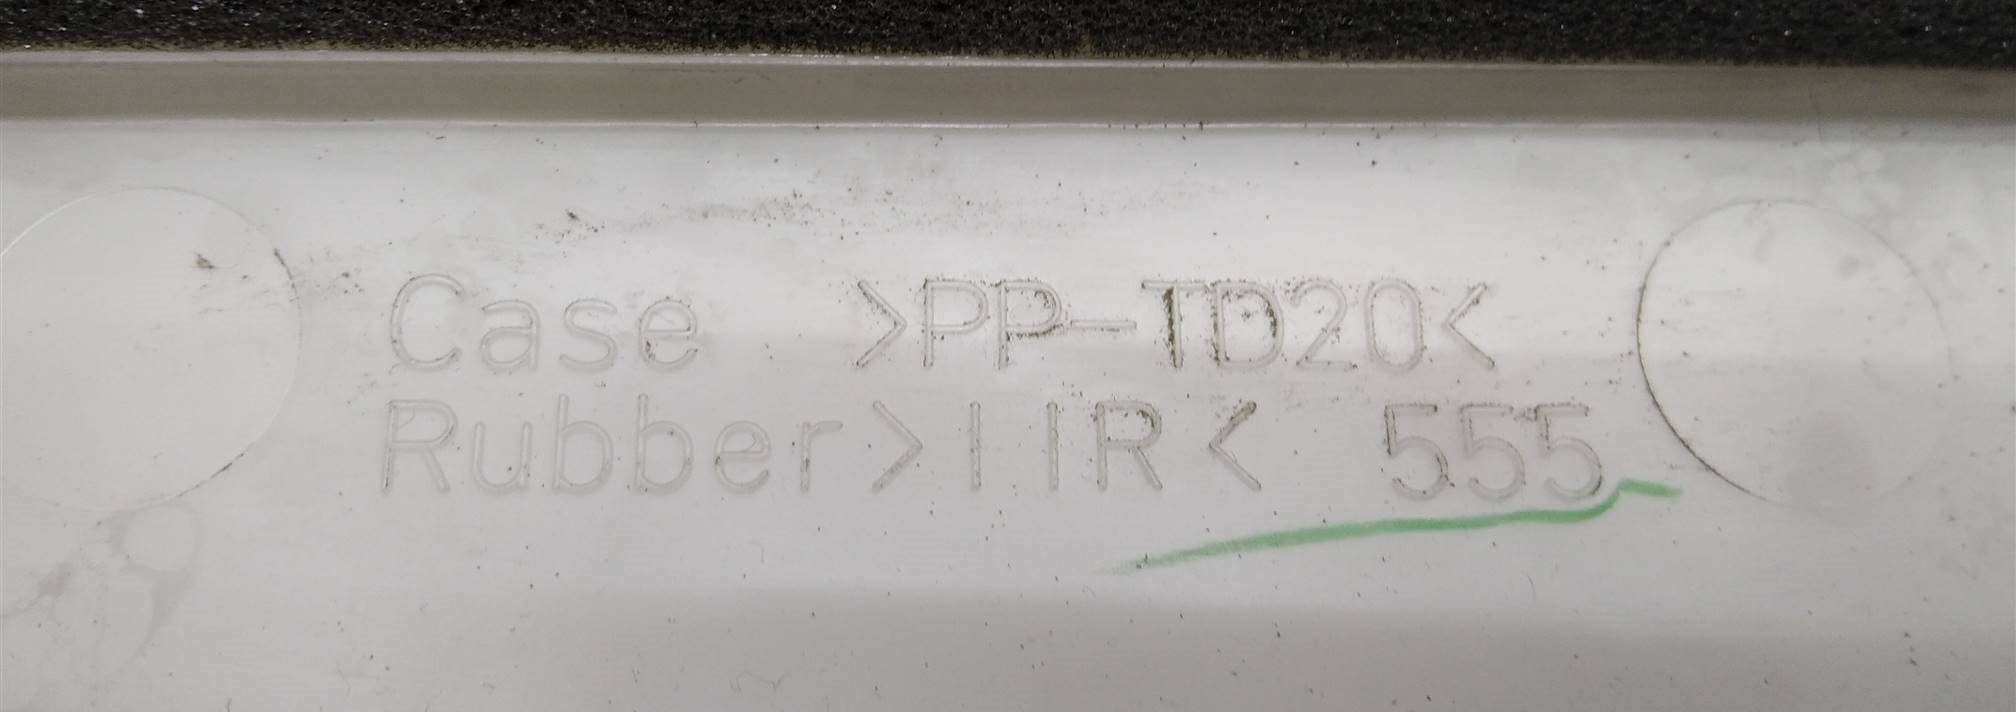 Case >PP-TD20<
Rubber >IIR< 555